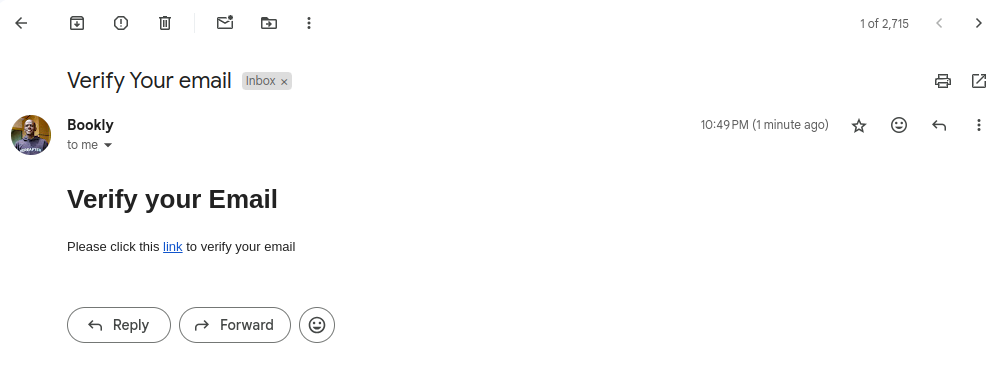 1 of 2,715
Verify Your email Inbox ×
Bookly 10:49 PM (1 minute ago)
to me
Verify your Email
Please click this link to verify your email
Reply Forward